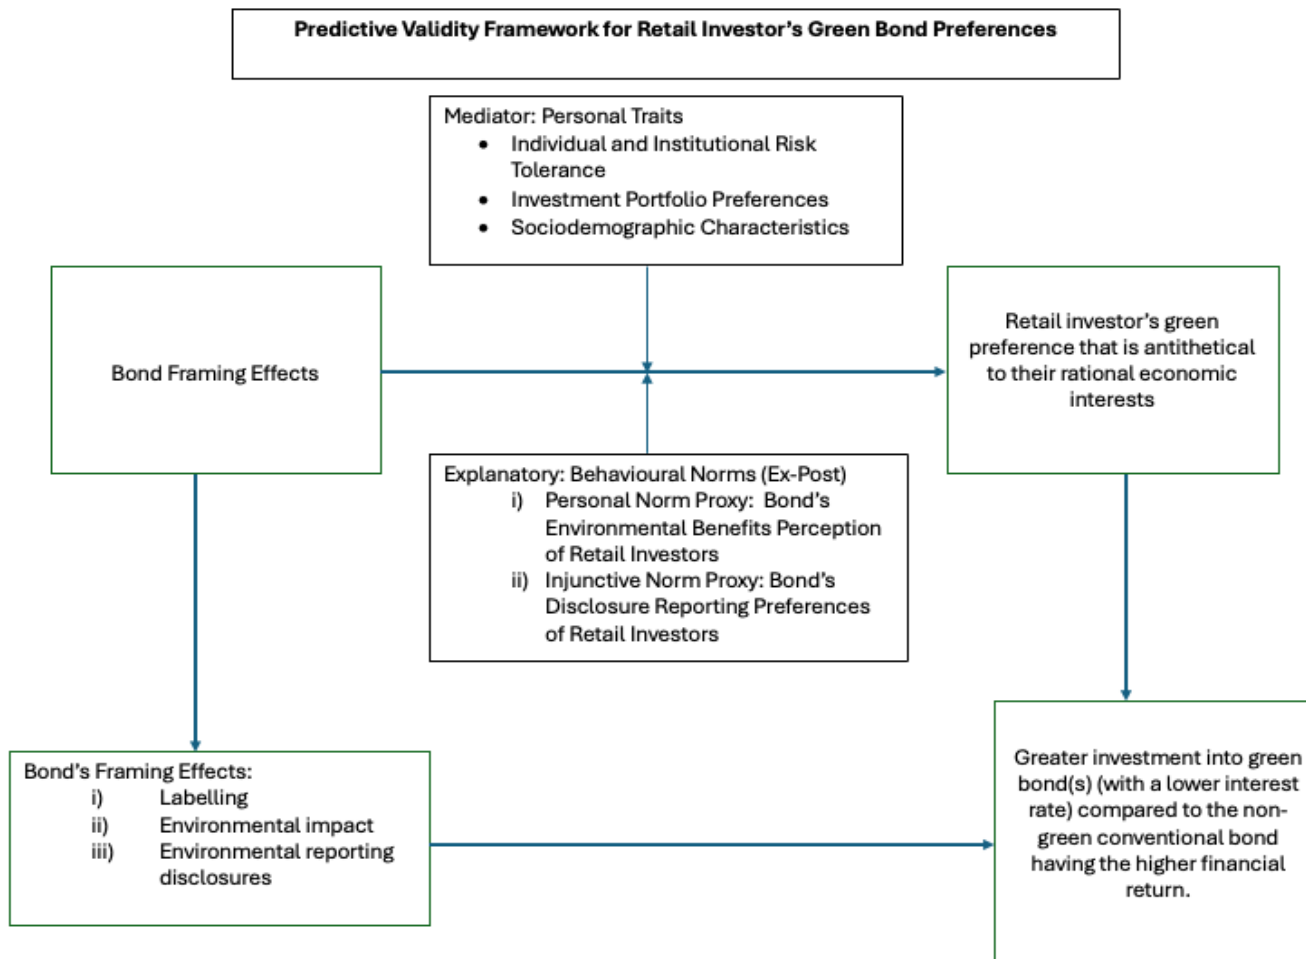 Predictive Validity Framework for Retail Investor’s Green Bond Preferences
Mediator: Personal Traits
• Individual and Institutional Risk
Tolerance
• Investment Portfolio Preferences
• Sociodemographic Characteristics
Bond Framing Effects
Retail investor’s green
preference that is antithetical
to their rational economic
interests
Explanatory: Behavioural Norms (Ex-Post)
i) Personal Norm Proxy: Bond’s
Environmental Benefits Perception
of Retail Investors
ii) Injunctive Norm Proxy: Bond’s
Disclosure Reporting Preferences
of Retail Investors
Bond’s Framing Effects:
i) Labelling
ii) Environmental impact
iii) Environmental reporting
disclosures
Greater investment into green
bond(s) (with a lower interest
rate) compared to the non-
green conventional bond
having the higher financial
return.